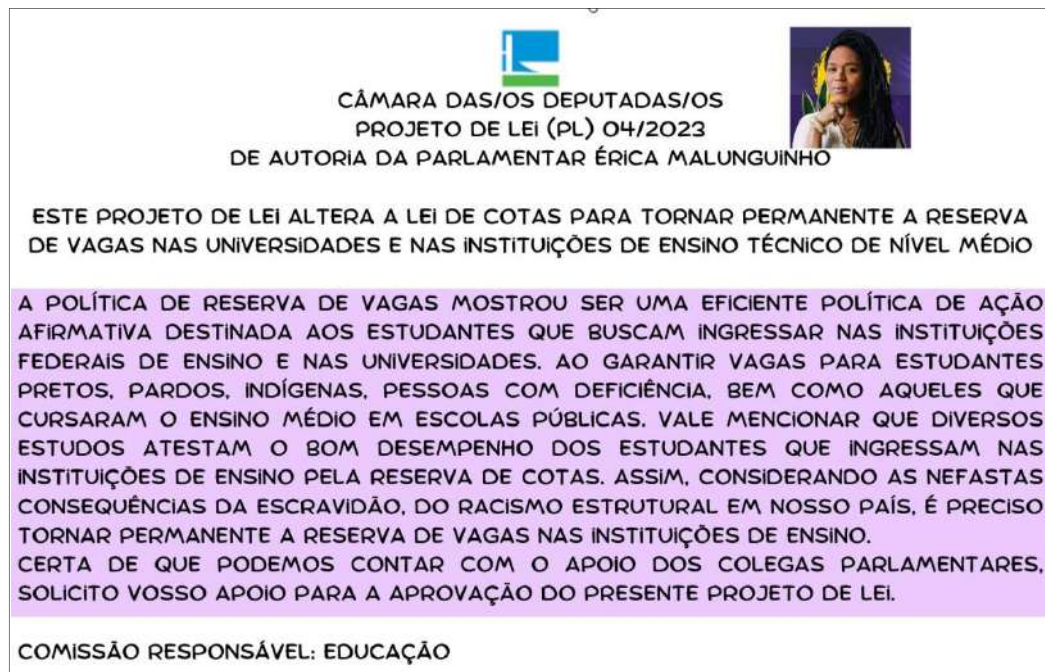 CÂMARA DAS/OS DEPUTADAS/OS
PROJETO DE LEI (PL) 04/2023
DE AUTORIA DA PARLAMENTAR ÉRICA MALUNGUINHO
ESTE PROJETO DE LEI ALTERA A LEI DE COTAS PARA TORNAR PERMANENTE A RESERVA
DE VAGAS NAS UNIVERSIDADES E NAS INSTITUIÇÕES DE ENSINO TÉCNICO DE NÍVEL MÉDIO
A POLÍTICA DE RESERVA DE VAGAS MOSTROU SER UMA EFICIENTE POLÍTICA DE AÇÃO
AFIRMATIVA DESTINADA AOS ESTUDANTES QUE BUSCAM INGRESSAR NAS INSTITUIÇÕES
FEDERAIS DE ENSINO E NAS UNIVERSIDADES. AO GARANTIR VAGAS PARA ESTUDANTES
PRETOS, PARDOS, INDÍGENAS, PESSOAS COM DEFICIÊNCIA, BEM COMO AQUELES QUE
CURSARAM O ENSINO MÉDIO EM ESCOLAS PÚBLICAS. VALE MENCIONAR QUE DIVERSOS
ESTUDOS ATESTAM O BOM DESEMPENHO DOS ESTUDANTES QUE INGRESSAM NAS
INSTITUIÇÕES DE ENSINO PELA RESERVA DE COTAS. ASSIM, CONSIDERANDO AS NEFASTAS
CONSEQUÊNCIAS DA ESCRAVIDÃO, DO RACISMO ESTRUTURAL EM NOSSO PAÍS, É PRECISO
TORNAR PERMANENTE A RESERVA DE VAGAS NAS INSTITUIÇÕES DE ENSINO.
CERTA DE QUE PODEMOS CONTAR COM O APOIO DOS COLEGAS PARLAMENTARES,
SOLICITO VOSSO APOIO PARA A APROVAÇÃO DO PRESENTE PROJETO DE LEI.
COMISSÃO RESPONSÁVEL: EDUCAÇÃO